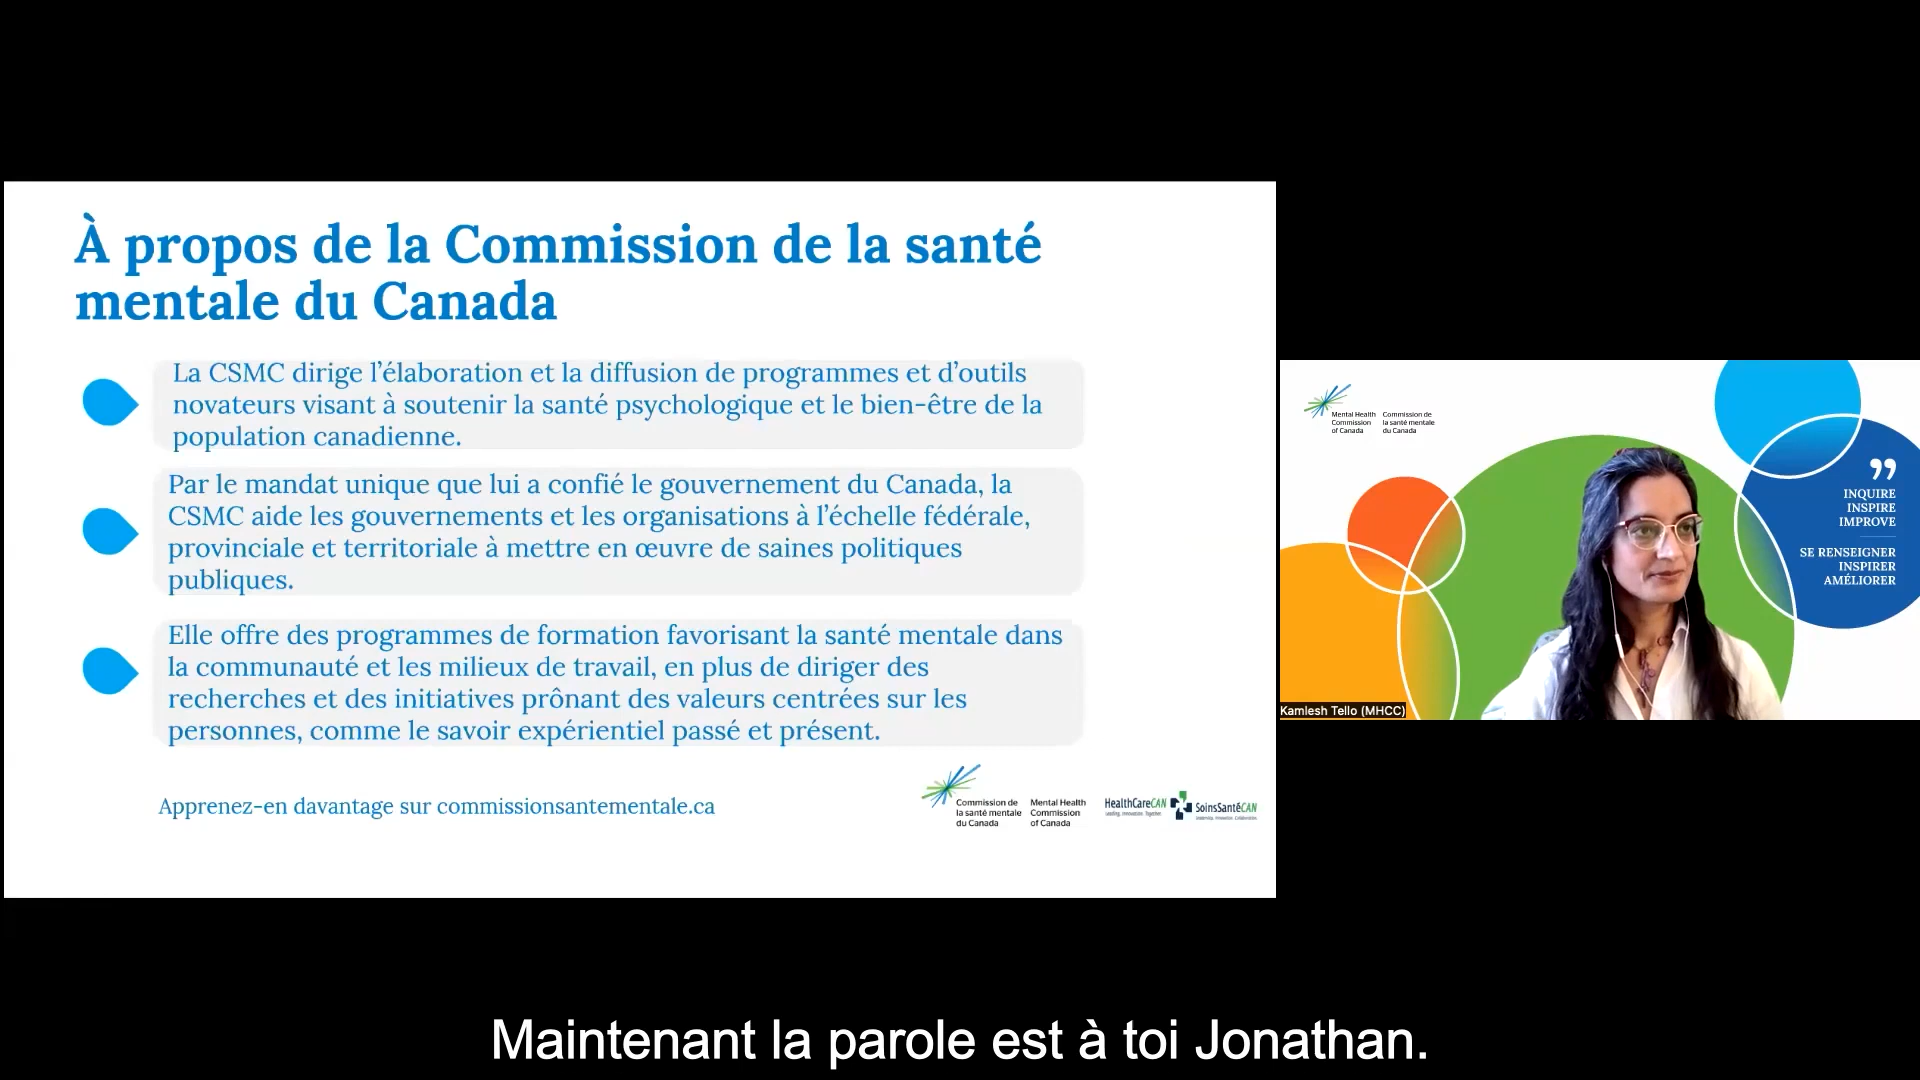 À propos de la Commission de la santé
mentale du Canada
La CSMC dirige l’élaboration et la diffusion de programmes et d’outils
novateurs visant à soutenir la santé psychologique et le bien-être de la
population canadienne.
Par le mandat unique que lui a confié le gouvernement du Canada, la
CSMC aide les gouvernements et les organisations à l’échelle fédérale,
provinciale et territoriale à mettre en œuvre de saines politiques
publiques.
Elle offre des programmes de formation favorisant la santé mentale dans
la communauté et les milieux de travail, en plus de diriger des
recherches et des initiatives prônant des valeurs centrées sur les
personnes, comme le savoir expérientiel passé et présent.
Apprenez-en davantage sur commissionsantementale.ca
Commission de
la santé mentale
du Canada
Mental Health
Commission
of Canada
HealthCareCAN
Leading. Innovation. Together.
SoinsSantéCAN
Mental Health
Commission
of Canada
Commission de
la santé mentale
du Canada
INQUIRE
INSPIRE
IMPROVE
SE RENSEIGNER
INSPIRER
AMÉLIORER
Kamlesh Tello (MHCC)
Maintenant la parole est à toi Jonathan.